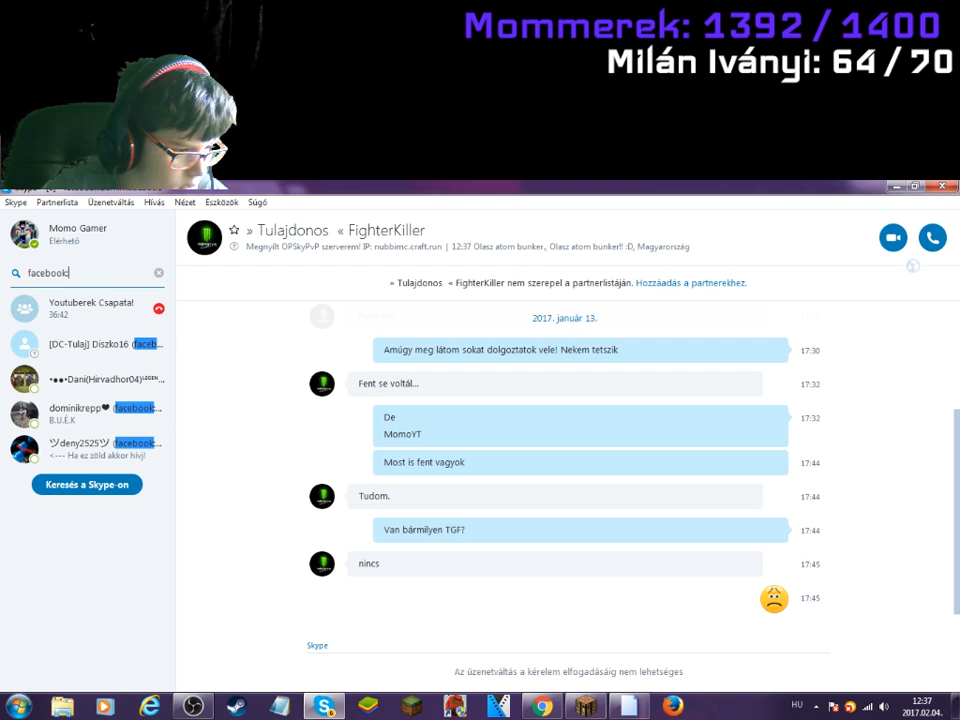 Mommerek: 1392 / 1400
Milán Iványi: 64 / 70
Skype Partnerlista Üzenetváltás Hívás Nézet Eszközök Súgó
Momo Gamer
Elérhető
facebook:
Youtuberek Csapata!
36:42
[DC-Tulaj] Diszko16 (faceb...
•●●•Dani(Hirvadhor04)ᴸᴱᴳᴱᴺ...
dominikrepp❤ (facebook:...
B.U.É.K
ツdeny2525ツ (facebook:...
<--- Ha ez zöld akkor hívj!
Keresés a Skype-on
» Tulajdonos « FighterKiller
Megnyílt OPSkyPvP szerverem! IP: nubbimc.craft.run | 12:37 Olasz atom bunker., Olasz atom bunker!! :D, Magyarország
» Tulajdonos « FighterKiller nem szerepel a partnerlistáján. Hozzáadás a partnerekhez.
2017. január 13.
Amúgy meg látom sokat dolgoztatok vele! Nekem tetszik 17:30
Fent se voltál... 17:32
De 17:32
MomoYT
Most is fent vagyok 17:44
Tudom. 17:44
Van bármilyen TGF? 17:44
nincs 17:45
17:45
Skype
Az üzenetváltás a kérelem elfogadásáig nem lehetséges
HU
12:37
2017.02.04.